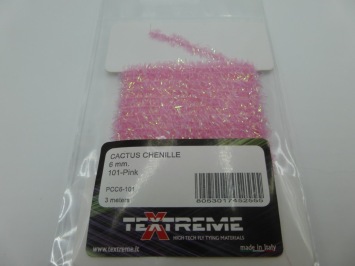 CACTUS CHENILLE
6 mm.
101-Pink
PCC6-101
3 meters
8053017452555
TEXTREME
HIGH TECH FLY TYING MATERIALS
www.textreme.it
made in Italy